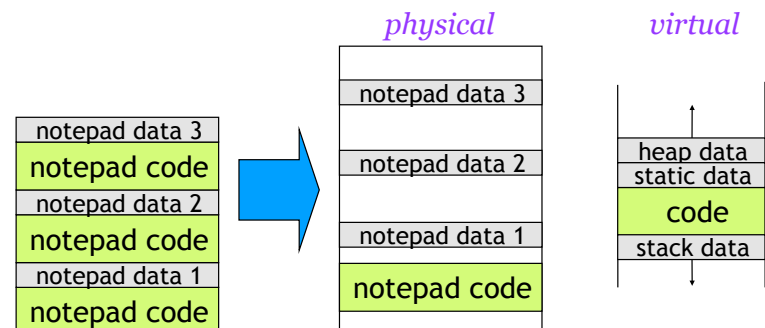 physical
virtual
notepad data 3
notepad code
notepad data 2
notepad code
notepad data 1
notepad code
notepad data 3
notepad data 2
notepad data 1
notepad code
heap data
static data
code
stack data